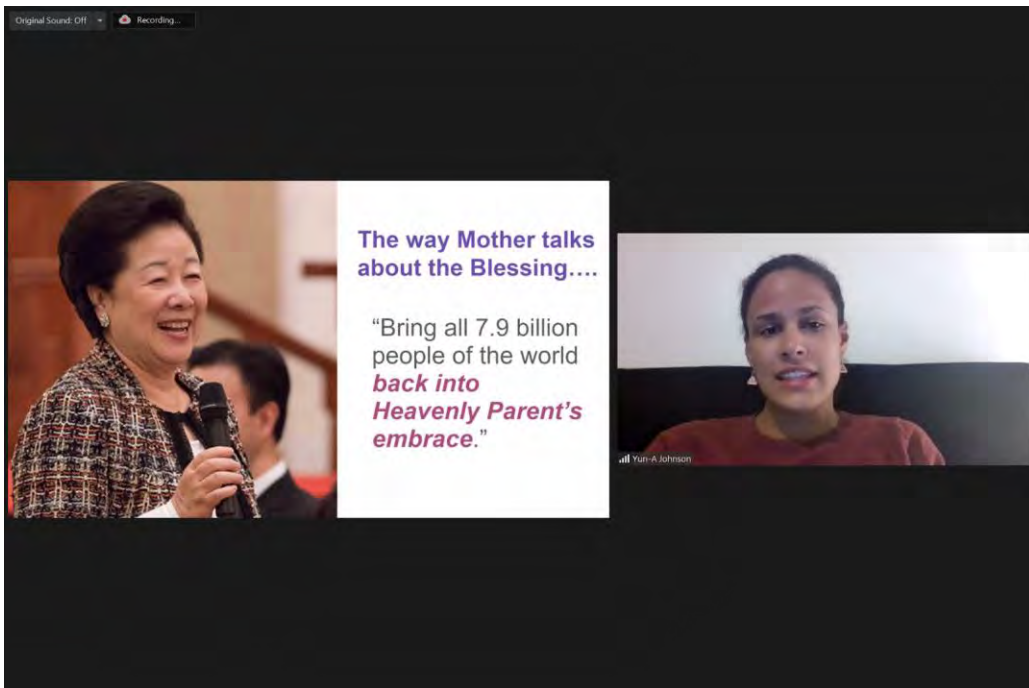 Original Sound: Off
Recording...
The way Mother talks
about the Blessing….
“Bring all 7.9 billion
people of the world
back into
Heavenly Parent’s
embrace.”
Yun-A Johnson